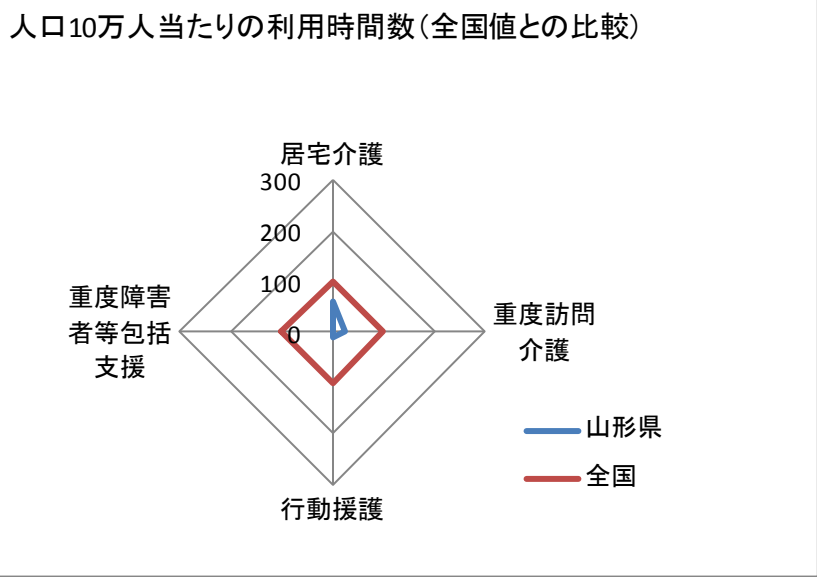 人口10万人当たりの利用時間数（全国値との比較）
居宅介護
300
200
100
0
重度障害
者等包括
支援
重度訪問
介護
行動援護
山形県
全国